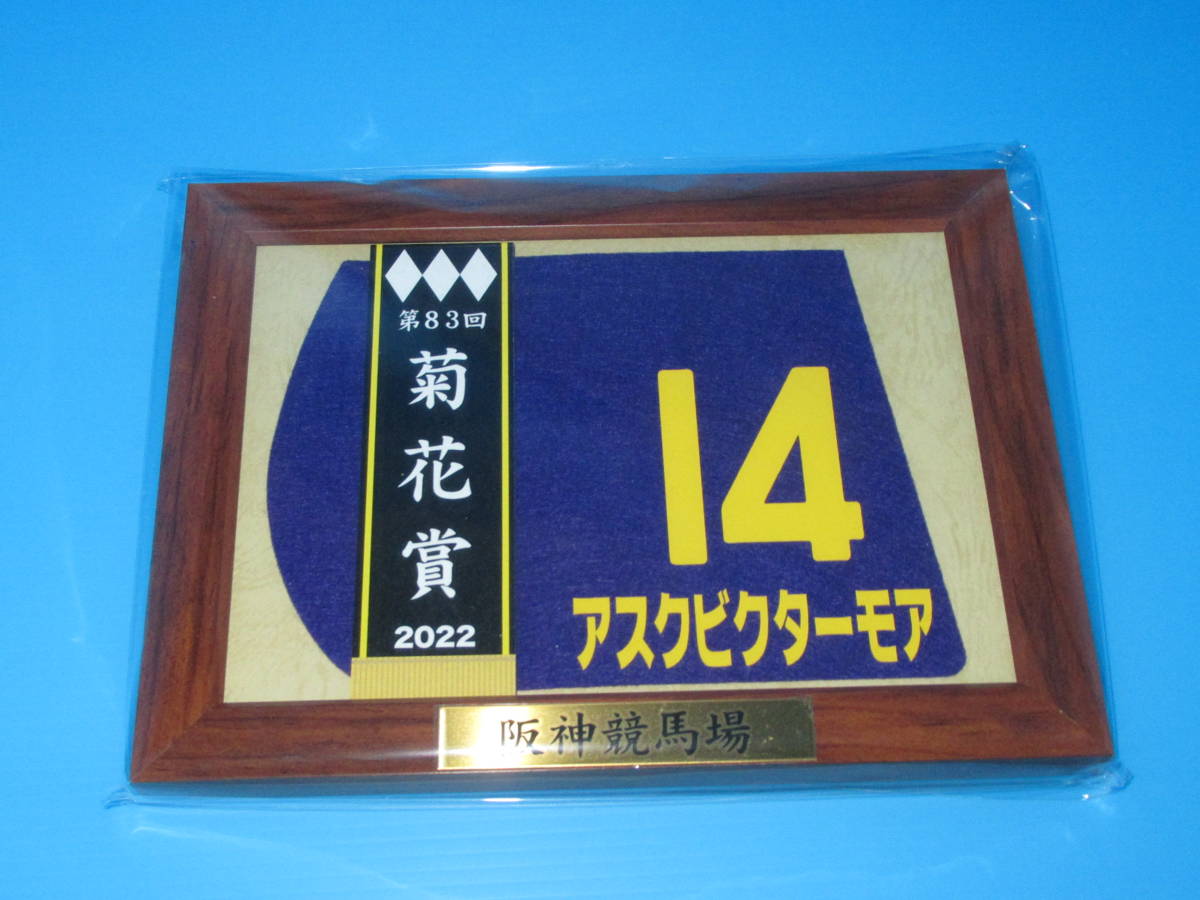 第83回
菊花賞
2022
14
アスクビクターモア
阪神競馬場